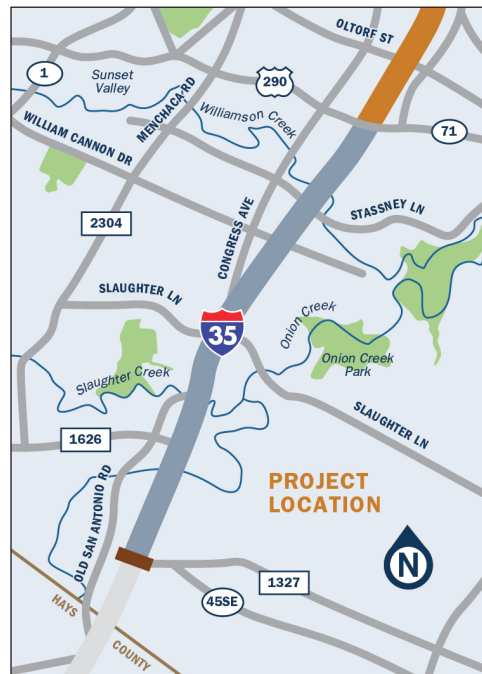 OLTORF ST
1
Sunset
Valley
290
MENCHACA RD
Williamson Creek
71
WILLIAM CANNON DR
2304
CONGRESS AVE
STASSNEY LN
SLAUGHTER LN
35
Onion Creek
Onion Creek
Park
Slaughter Creek
SLAUGHTER LN
1626
PROJECT
LOCATION
OLD SAN ANTONIO RD
N
1327
45SE
HAYS
COUNTY